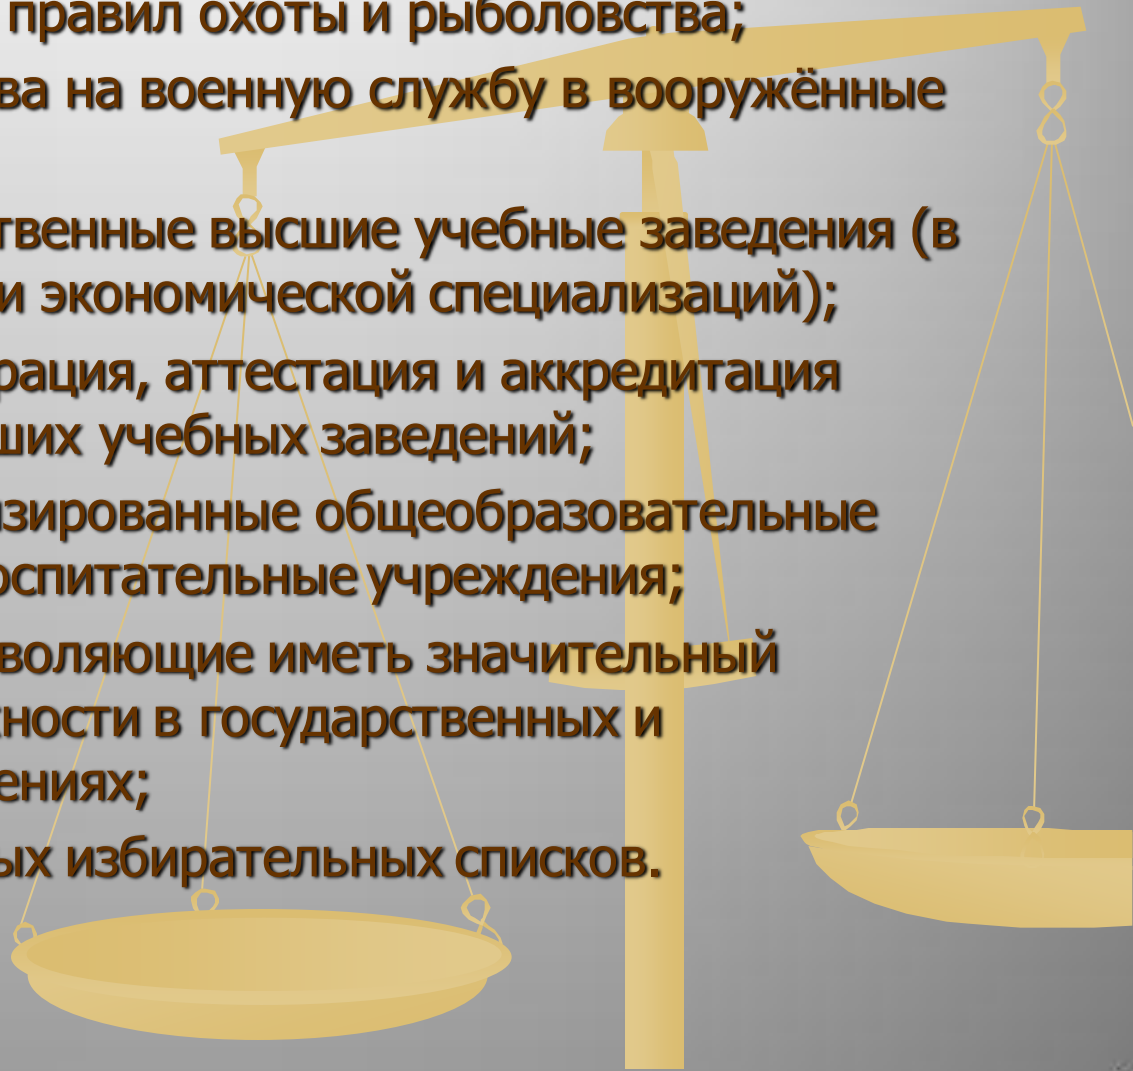 правил охоты и рыболовства;
ва на военную службу в вооружённые
твенные высшие учебные заведения (в
и экономической специализаций);
рация, аттестация и аккредитация
ших учебных заведений;
изированные общеобразовательные
оспитательные учреждения;
воляющие иметь значительный
ности в государственных и
ениях;
ых избирательных списков.